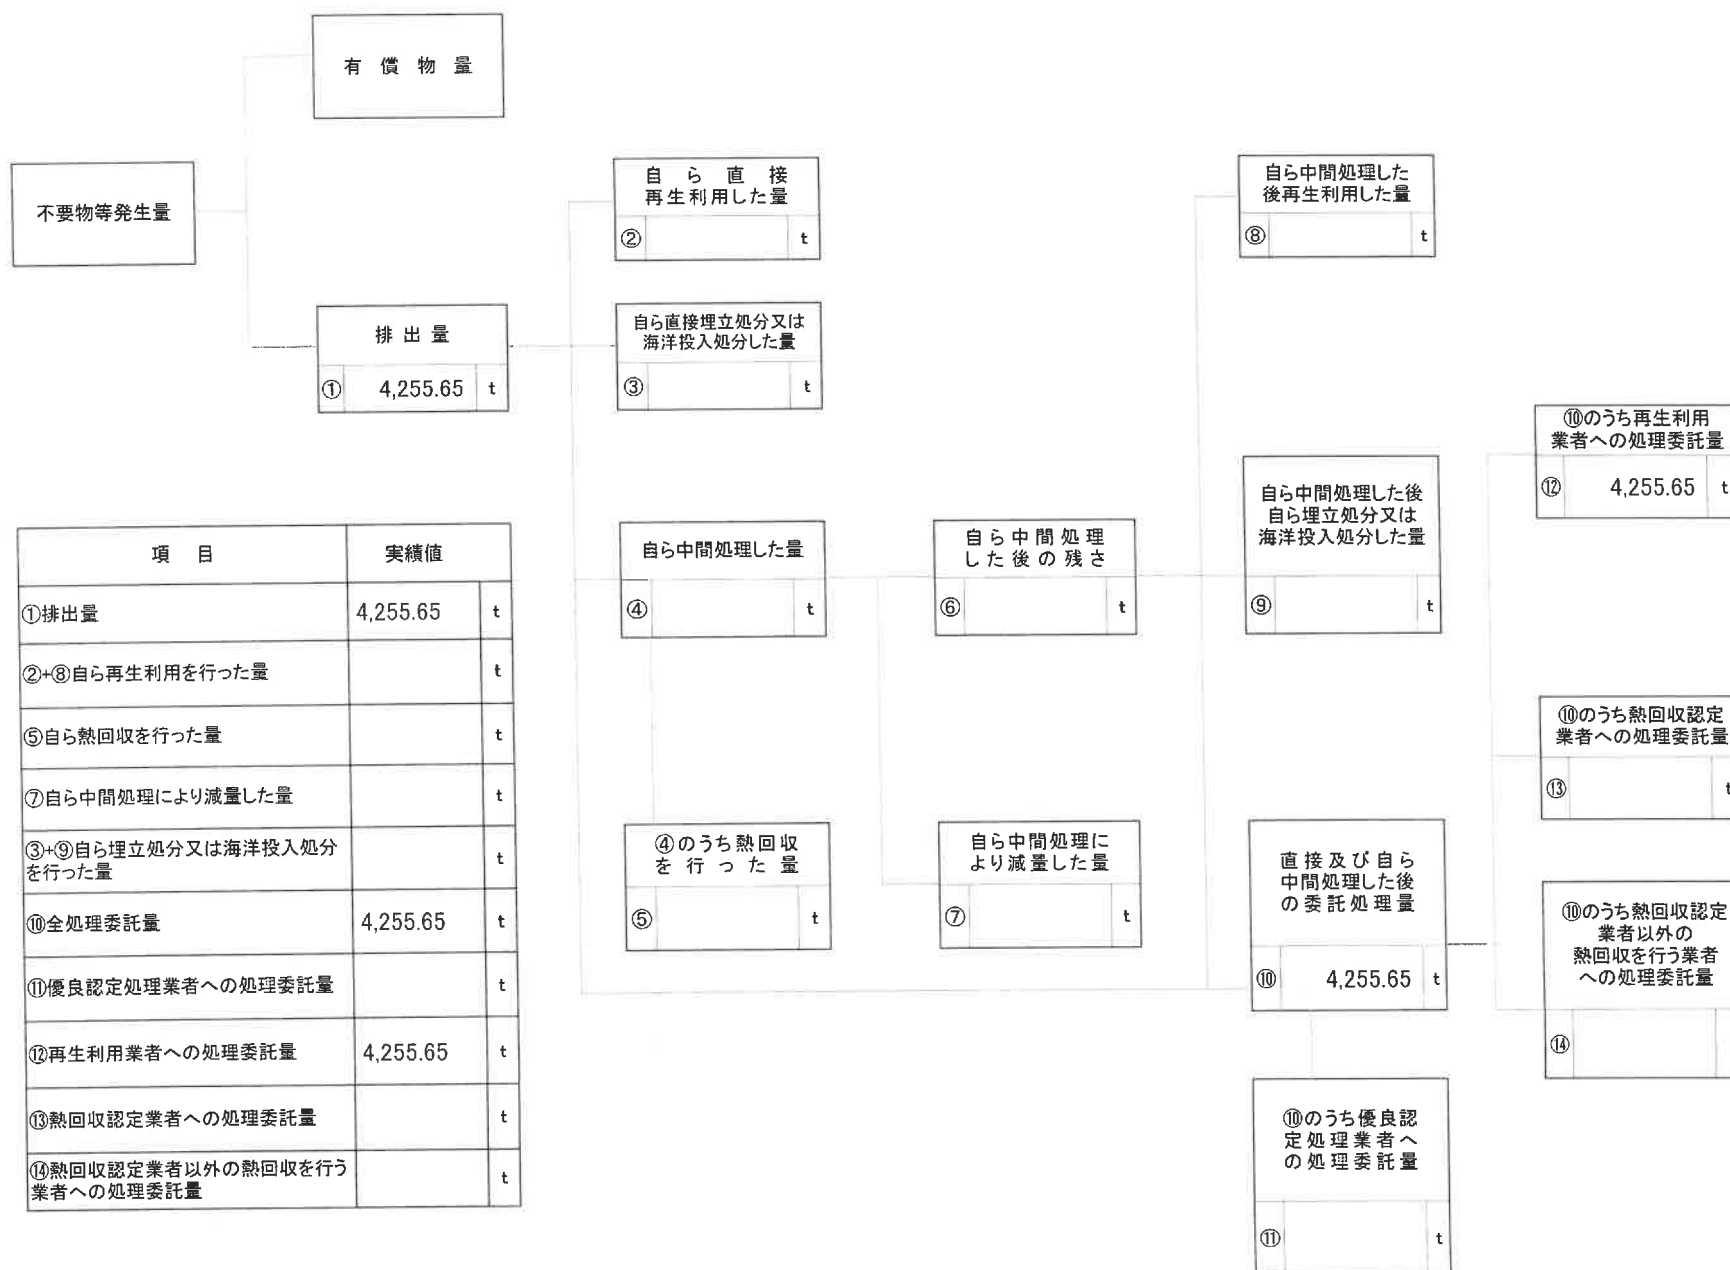 有償物量
不要物等発生量
排出量
① 4,255.65 t
自ら直接
再生利用した量
② t
自ら直接埋立処分又は
海洋投入処分した量
③ t
自ら中間処理した量
④ t
④のうち熱回収
を行った量
⑤ t
自ら中間処理
した後の残さ
⑥ t
自ら中間処理に
より減量した量
⑦ t
自ら中間処理した
後再生利用した量
⑧ t
自ら中間処理した後
自ら埋立処分又は
海洋投入処分した量
⑨ t
直接及び自ら
中間処理した後
の委託処理量
⑩ 4,255.65 t
⑩のうち優良認
定処理業者へ
の処理委託量
⑪ t
⑩のうち再生利用
業者への処理委託量
⑫ 4,255.65 t
⑩のうち熱回収認定
業者への処理委託量
⑬ t
⑩のうち熱回収認定
業者以外の
熱回収を行う業者
への処理委託量
⑭
項目 実績値
①排出量 4,255.65 t
②+⑧自ら再生利用を行った量 t
⑤自ら熱回収を行った量 t
⑦自ら中間処理により減量した量 t
③+⑨自ら埋立処分又は海洋投入処分
を行った量 t
⑩全処理委託量 4,255.65 t
⑪優良認定処理業者への処理委託量 t
⑫再生利用業者への処理委託量 4,255.65 t
⑬熱回収認定業者への処理委託量 t
⑭熱回収認定業者以外の熱回収を行う
業者への処理委託量 t